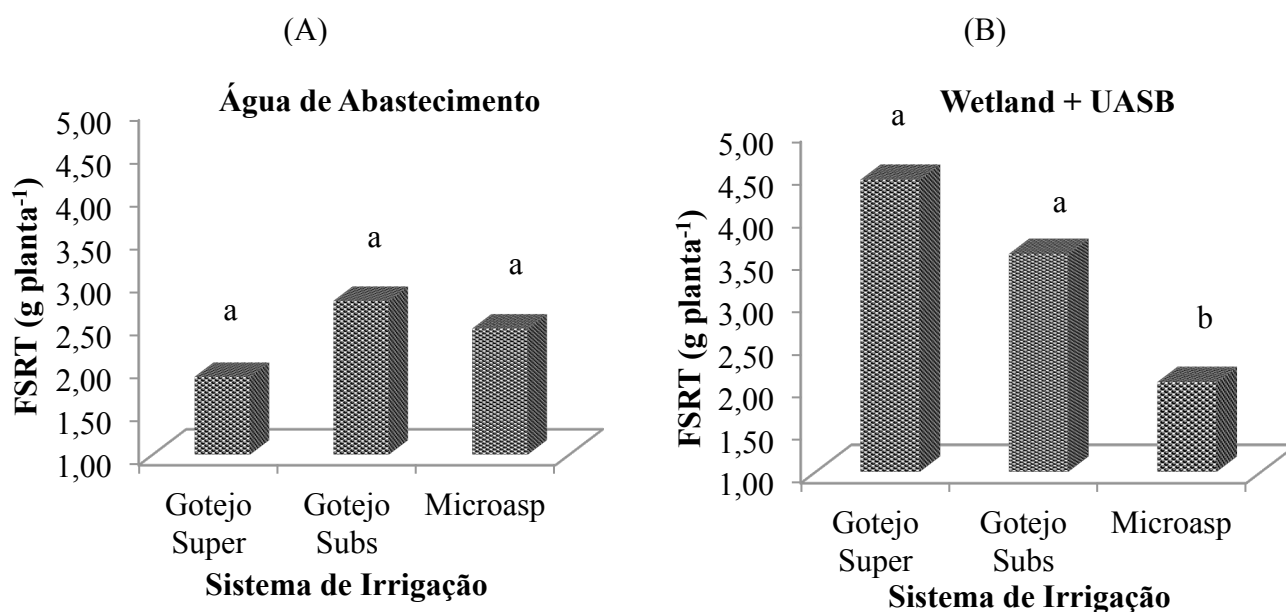 (A)
Água de Abastecimento
FSRT (g planta⁻¹)
5,00
4,50
4,00
3,50
3,00
2,50
2,00
1,50
1,00
a
a
a
Gotejo Super
Gotejo Subs
Microasp
Sistema de Irrigação
(B)
Wetland + UASB
FSRT (g planta⁻¹)
5,00
4,50
4,00
3,50
3,00
2,50
2,00
1,50
1,00
a
a
b
Gotejo Super
Gotejo Subs
Microasp
Sistema de Irrigação